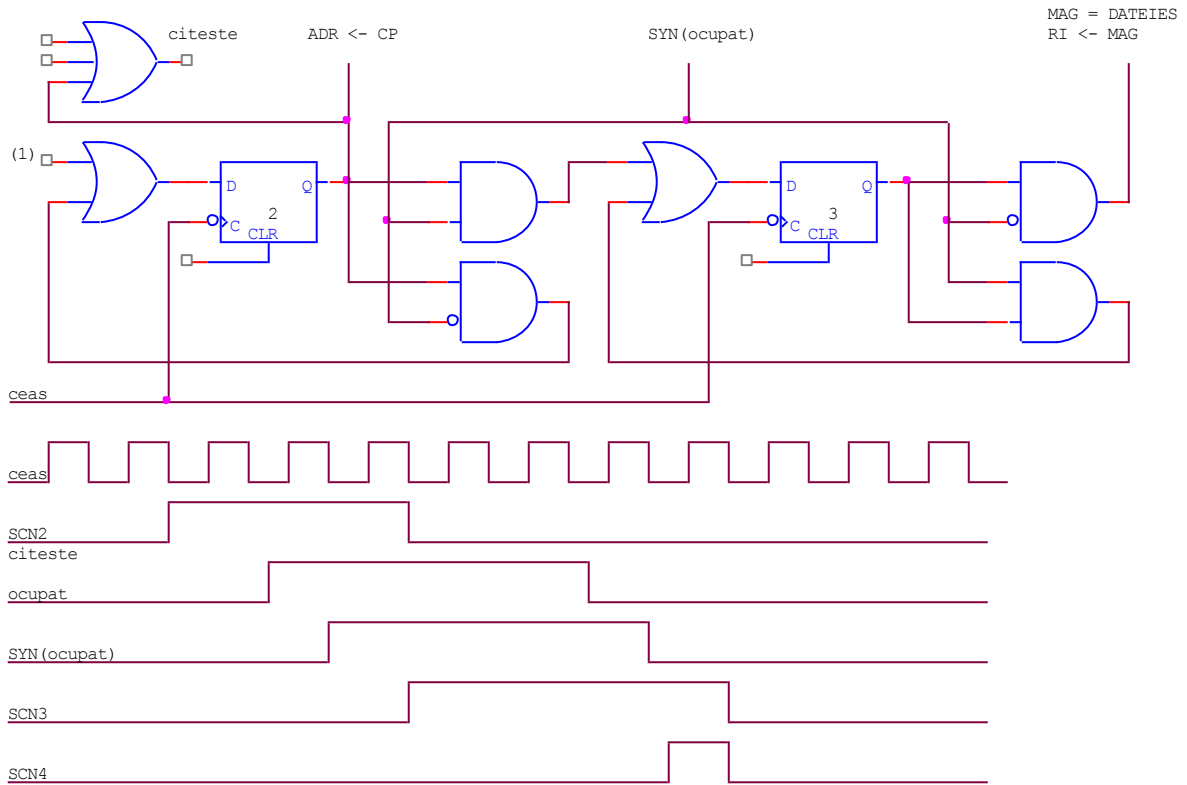 MAG = DATEIES
citeste ADR <- CP SYN(ocupat) RI <- MAG
(1)
D Q D Q
2 3
C C
CLR CLR
ceas
ceas
SCN2
citeste
ocupat
SYN(ocupat)
SCN3
SCN4